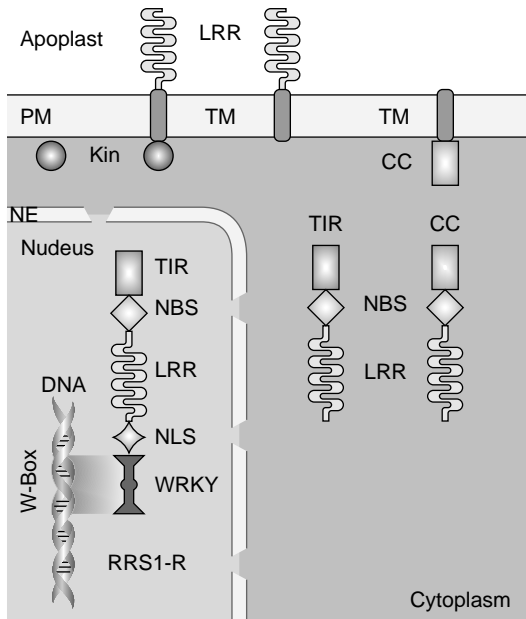 Apoplast LRR
PM TM TM
Kin CC
NE
Nudeus TIR CC
TIR
NBS NBS
LRR LRR
DNA
NLS
W-Box
WRKY
RRS1-R
Cytoplasm